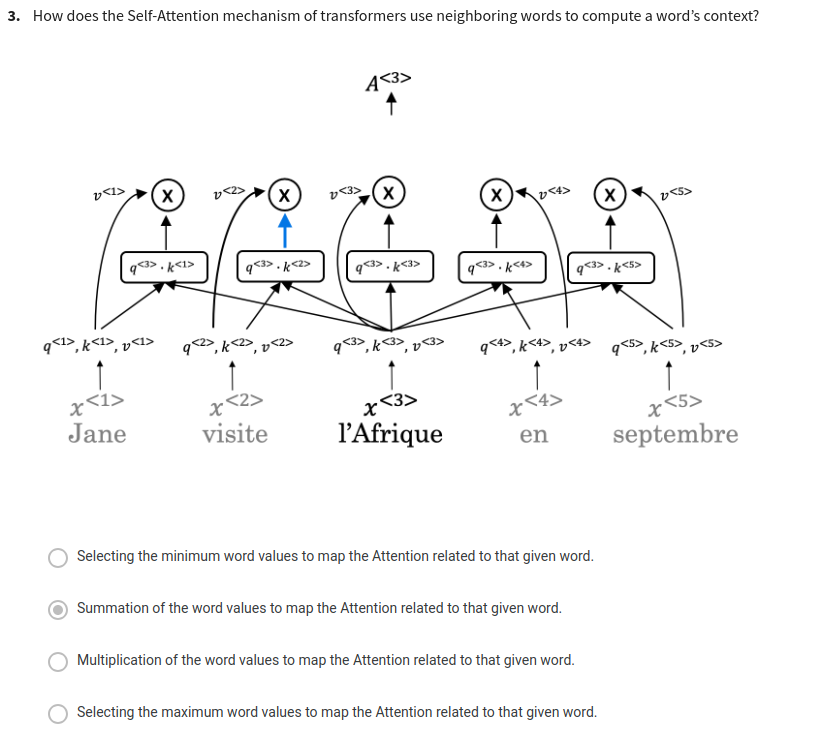 3. How does the Self-Attention mechanism of transformers use neighboring words to compute a word's context?
A<3>
v<1> X v<2> X v<3> X X v<4> X v<5>
q<3> . k<1> q<3> . k<2> q<3> . k<3> q<3> . k<4> q<3> . k<5>
q<1>, k<1>, v<1> q<2>, k<2>, v<2> q<3>, k<3>, v<3> q<4>, k<4>, v<4> q<5>, k<5>, v<5>
x<1> x<2> x<3> x<4> x<5>
Jane visite l'Afrique en septembre
Selecting the minimum word values to map the Attention related to that given word.
Summation of the word values to map the Attention related to that given word.
Multiplication of the word values to map the Attention related to that given word.
Selecting the maximum word values to map the Attention related to that given word.